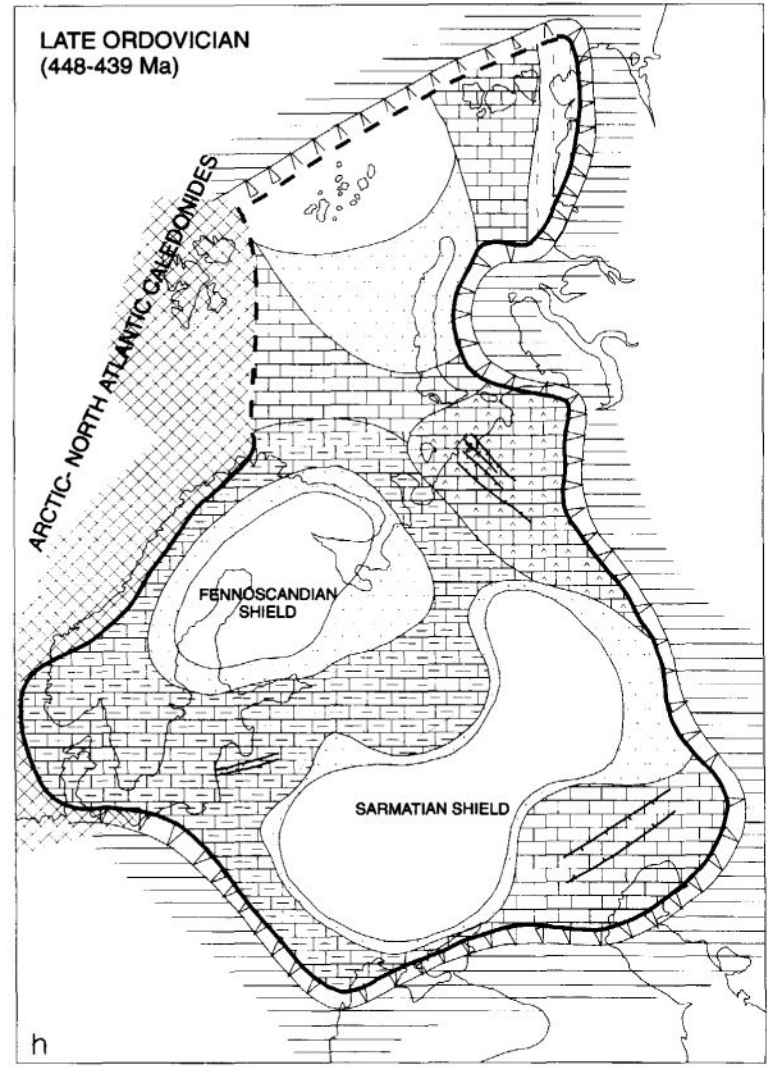 LATE ORDOVICIAN
(448-439 Ma)
ARCTIC- NORTH ATLANTIC CALEDONIDES
FENNOSCANDIAN
SHIELD
SARMATIAN SHIELD
h